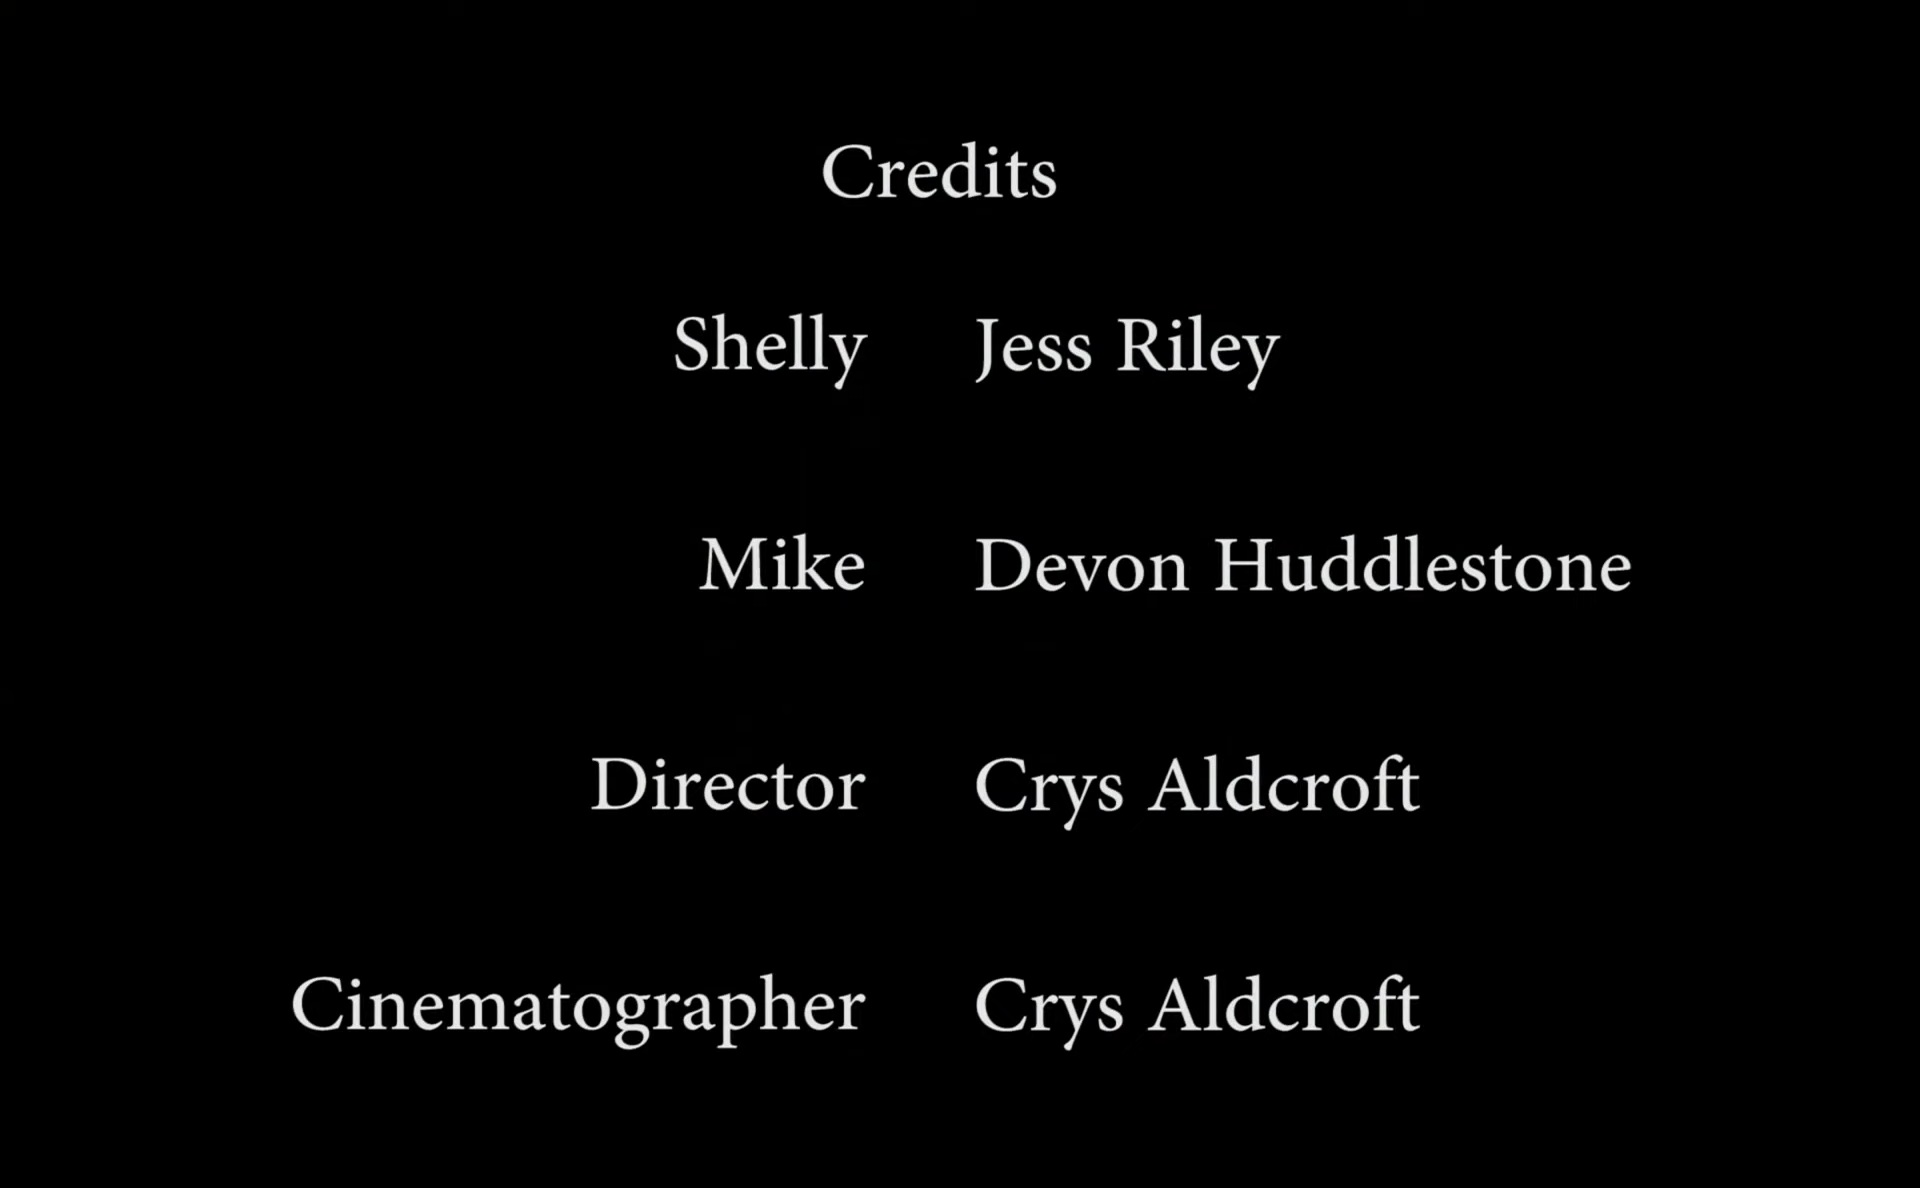 Credits
Shelly Jess Riley
Mike Devon Huddlestone
Director Crys Aldcroft
Cinematographer Crys Aldcroft